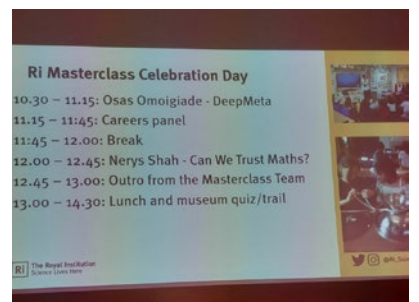 Ri Masterclass Celebration Day
10.30 – 11.15: Osas Omoigiade - DeepMeta
11.15 – 11:45: Careers panel
11:45 – 12.00: Break
12.00 – 12.45: Nerys Shah - Can We Trust Maths?
12.45 – 13.00: Outro from the Masterclass Team
13.00 – 14.30: Lunch and museum quiz/trail
Ri
The Royal Institution
Science Lives Here